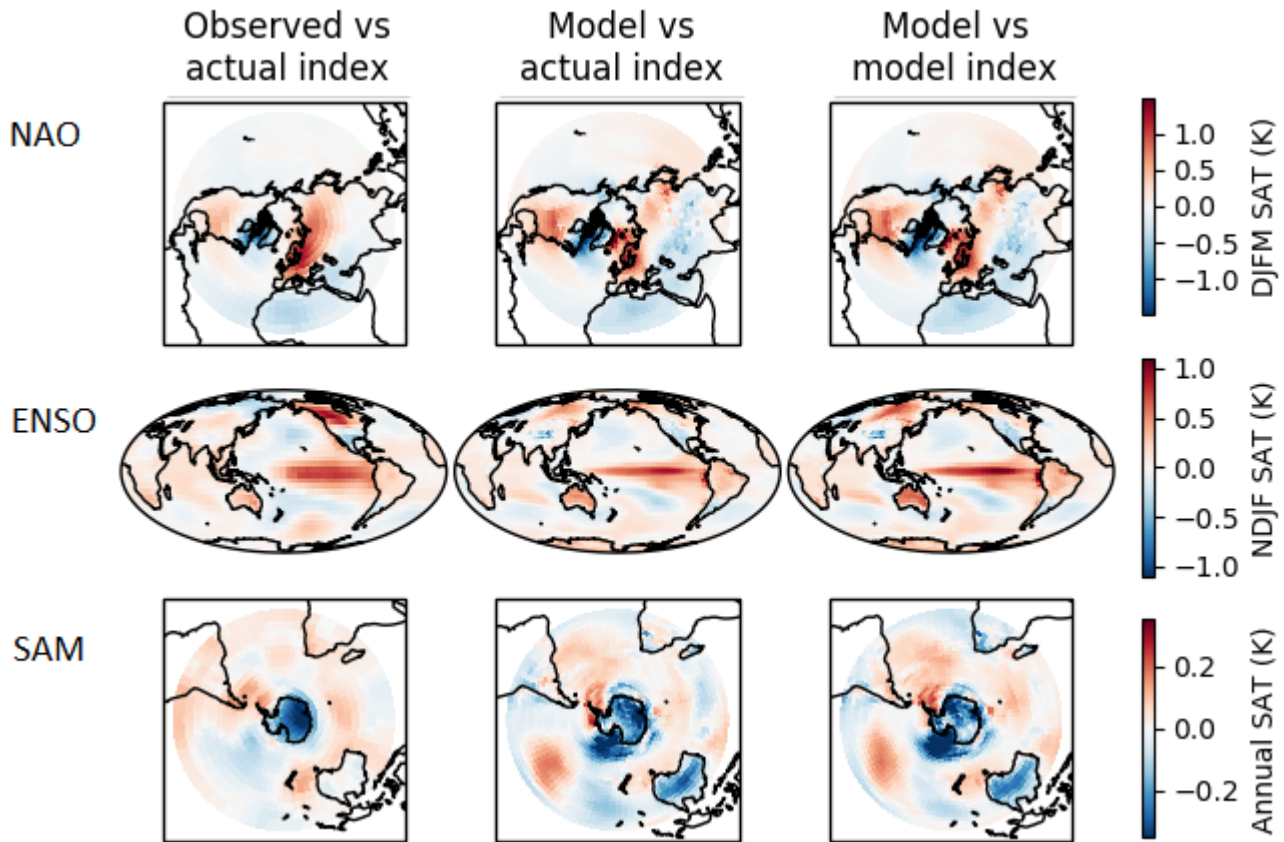 Observed vs
actual index
Model vs
actual index
Model vs
model index
NAO
1.0
0.5
0.0
−0.5
−1.0
DJFM SAT (K)
ENSO
1.0
0.5
0.0
−0.5
−1.0
NDJF SAT (K)
SAM
0.2
0.0
−0.2
Annual SAT (K)